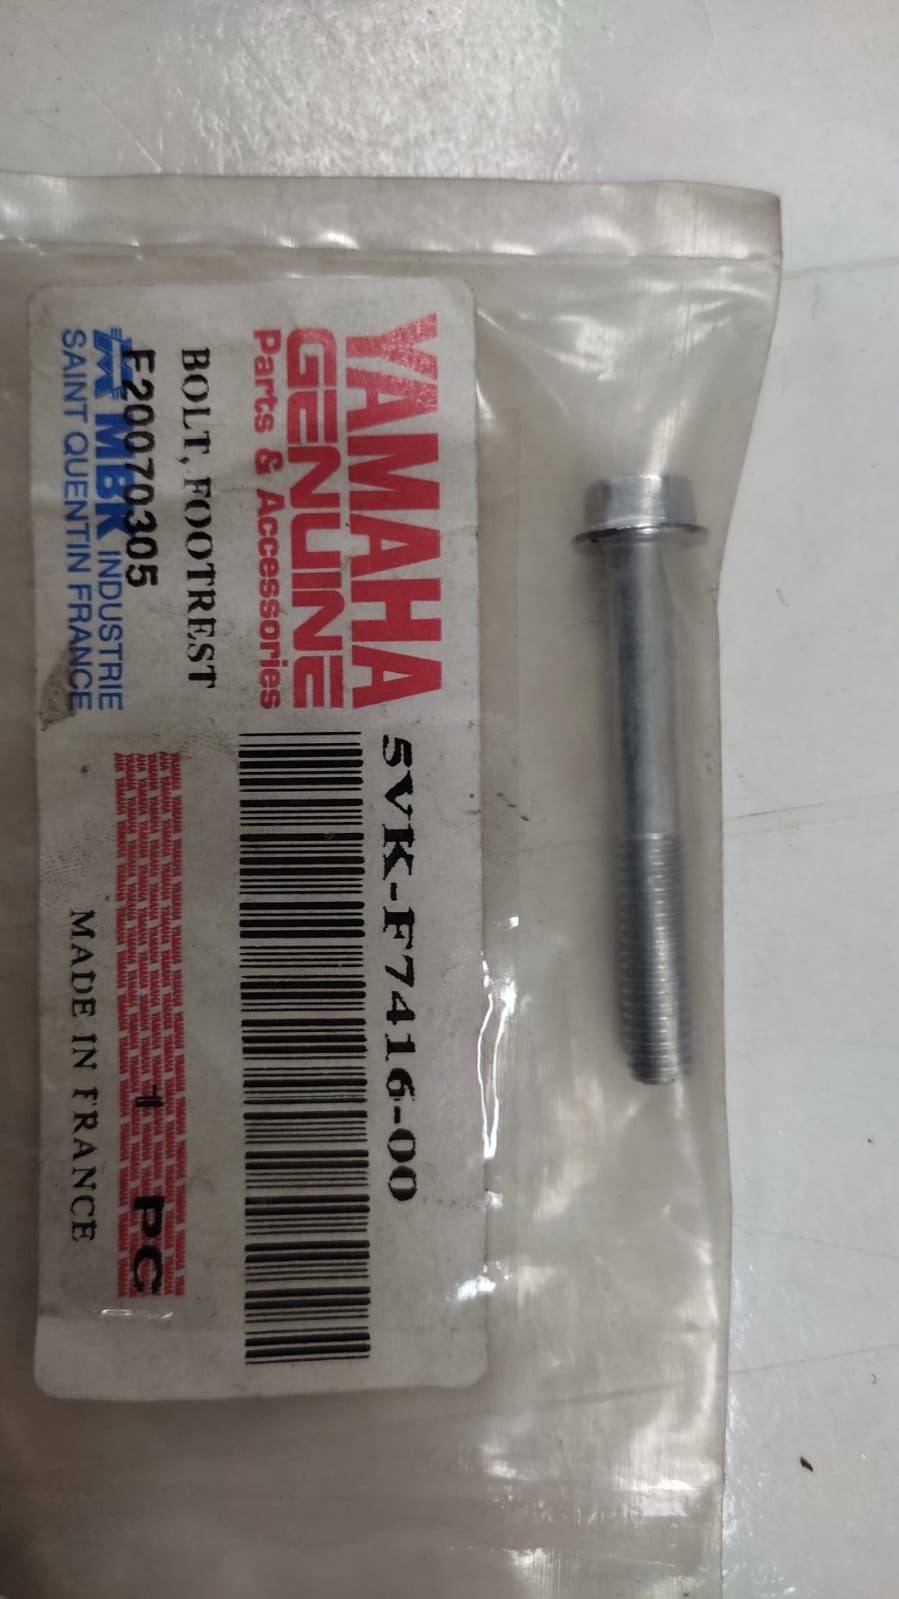 YAMAHA
GENUINE
Parts & Accessories
5VK-F7416-00
BOLT, FOOTREST
F20070305
MBK INDUSTRIE
SAINT QUENTIN FRANCE
1 PC
MADE IN FRANCE